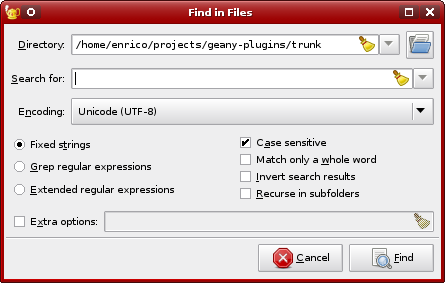 Find in Files
Directory: /home/enrico/projects/geany-plugins/trunk
Search for:
Encoding: Unicode (UTF-8)
Fixed strings
Grep regular expressions
Extended regular expressions
Case sensitive
Match only a whole word
Invert search results
Recurse in subfolders
Extra options:
Cancel Find